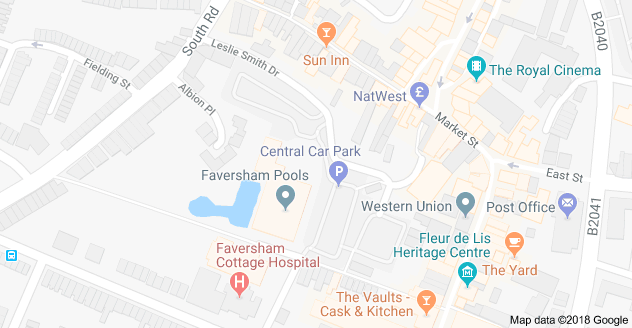 South Rd
B2040
Leslie Smith Dr
Sun Inn
Fielding St
The Royal Cinema
Albion Pl
NatWest
£
Market St
Central Car Park
P
Faversham Pools
East St
Western Union
Post Office
B2041
Fleur de Lis
Heritage Centre
Faversham
Cottage Hospital
H
The Yard
The Vaults -
Cask & Kitchen
Map data ©2018 Google